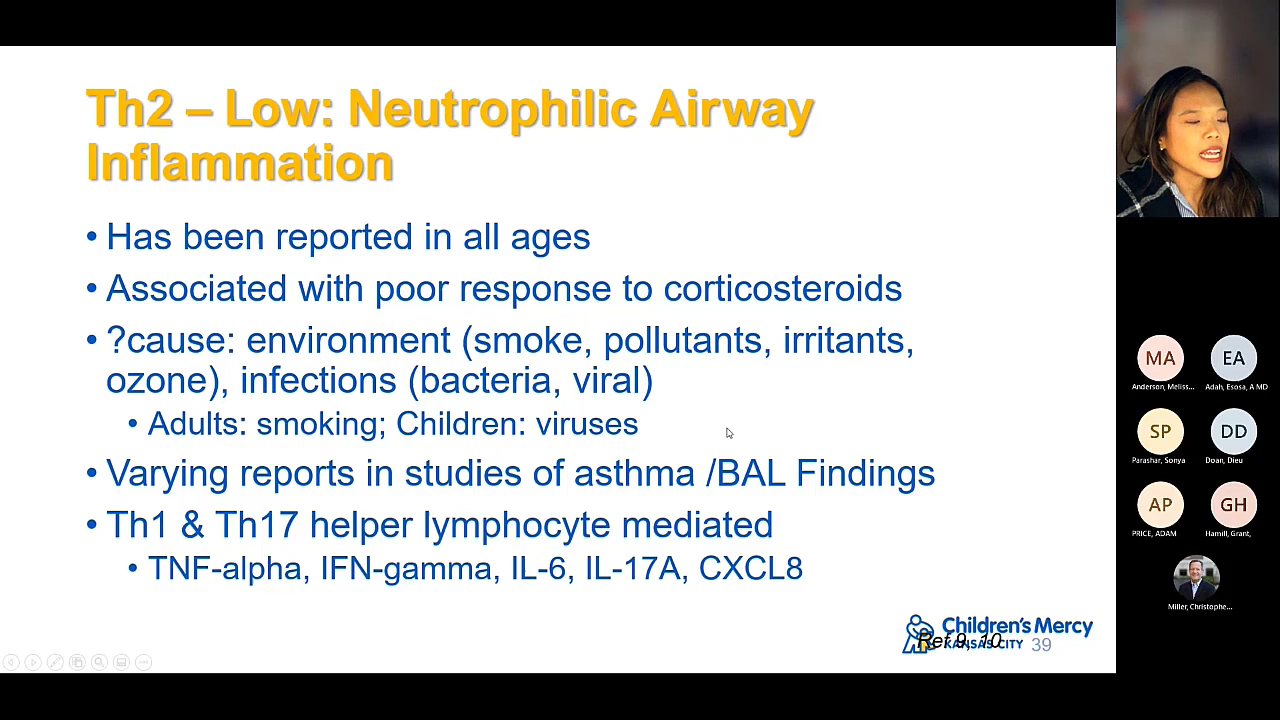 Th2 – Low: Neutrophilic Airway
Inflammation
• Has been reported in all ages
• Associated with poor response to corticosteroids
• ?cause: environment (smoke, pollutants, irritants,
ozone), infections (bacteria, viral)
• Adults: smoking; Children: viruses
• Varying reports in studies of asthma /BAL Findings
• Th1 & Th17 helper lymphocyte mediated
• TNF-alpha, IFN-gamma, IL-6, IL-17A, CXCL8
Children's Mercy
KANSAS CITY
Ref 9, 10
39
MA
Anderson, Meliss...
EA
Adah, Esosa, A MD
SP
Parashar, Sonya
DD
Doan, Dieu
AP
PRICE, ADAM
GH
Hamill, Grant,
Miller, Christophe...